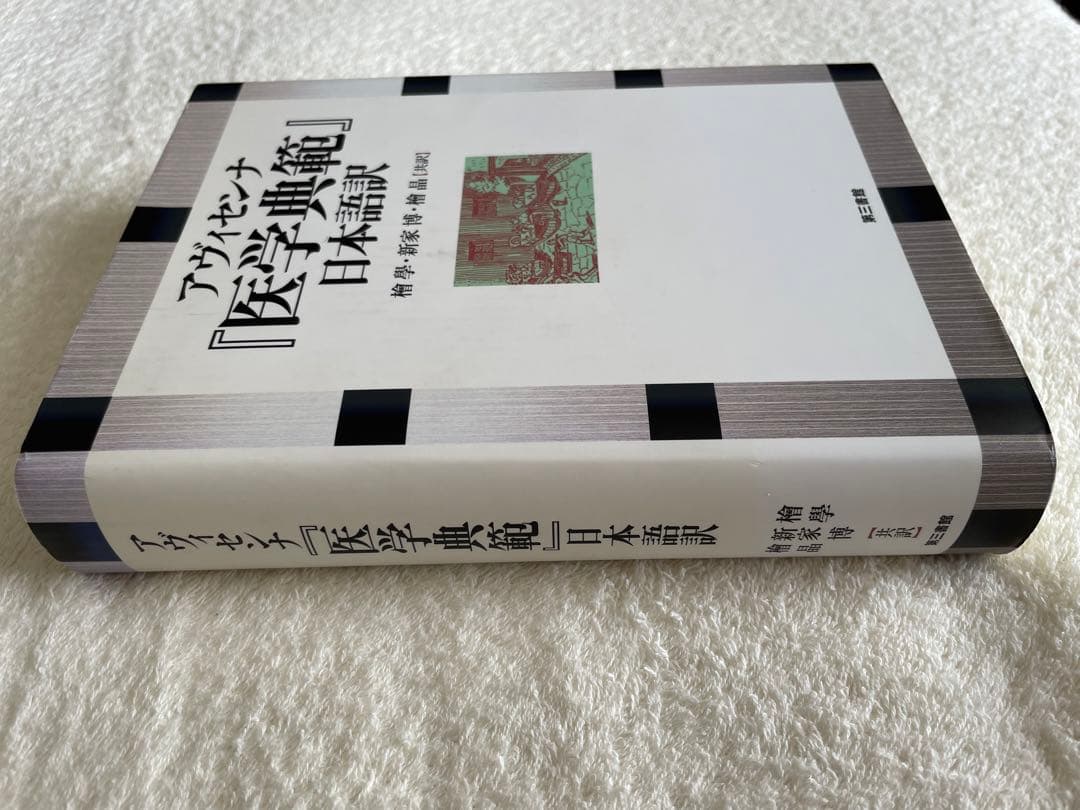 アヴィセンナ
『医学典範』
日本語訳
檜 學・新家 博・檜 晶［共訳］
第三書館
アヴィセンナ『医学典範』日本語訳
檜 學
新家 博
檜 晶
［共訳］
第三書館